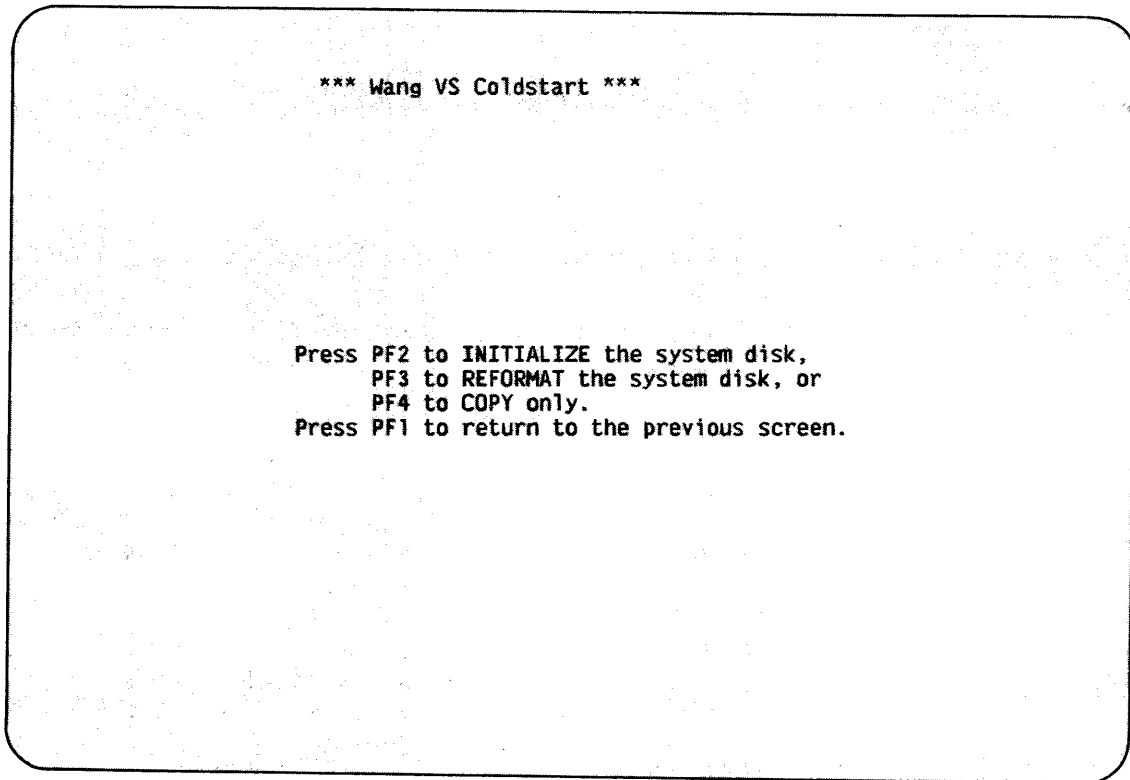 *** Wang VS Coldstart ***
Press PF2 to INITIALIZE the system disk,
PF3 to REFORMAT the system disk, or
PF4 to COPY only.
Press PF1 to return to the previous screen.